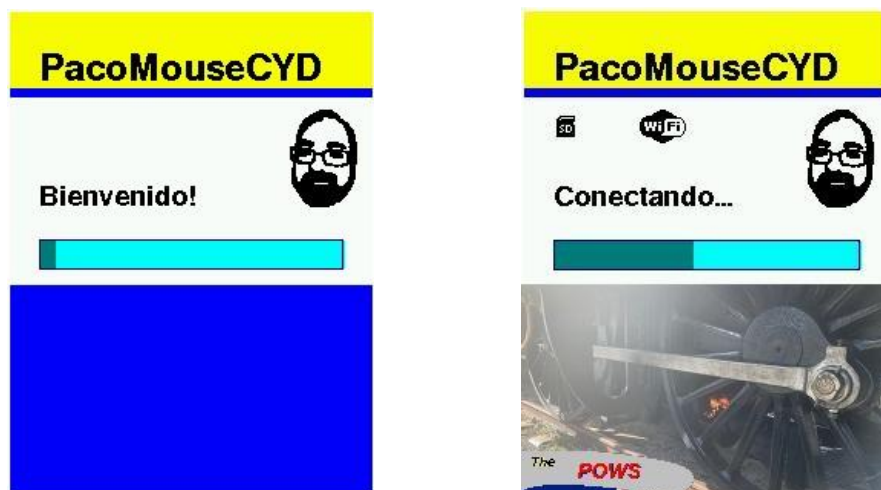 PacoMouseCYD
Bienvenido!
PacoMouseCYD
SD WiFi
Conectando...
The POWS